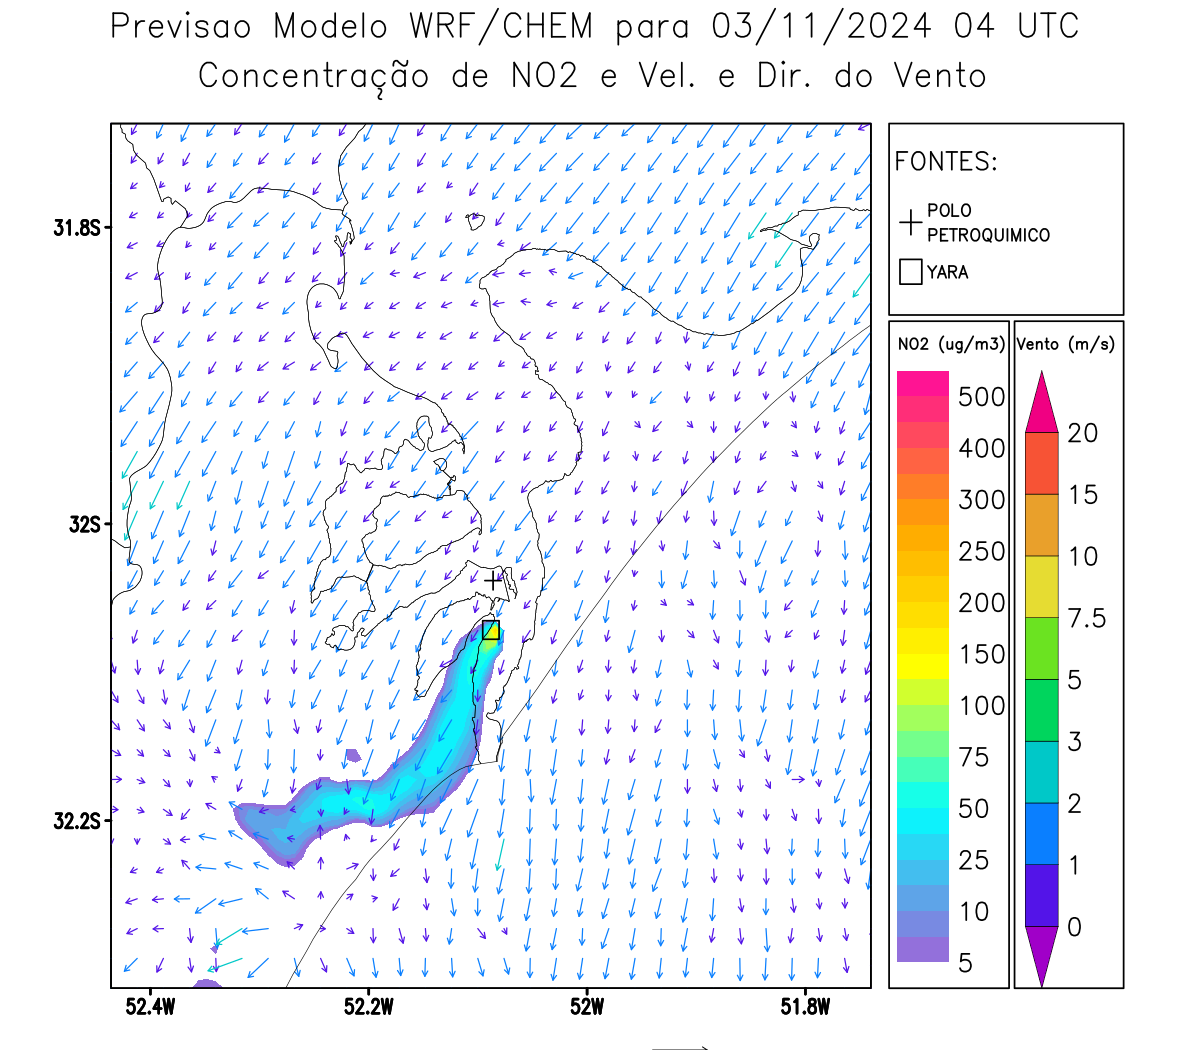 Previsao Modelo WRF/CHEM para 03/11/2024 04 UTC
Concentração de NO2 e Vel. e Dir. do Vento
FONTES:
POLO
PETROQUIMICO
YARA
NO2 (ug/m3)
500
400
300
250
200
150
100
75
50
25
10
5
Vento (m/s)
20
15
10
7.5
5
3
2
1
0
31.8S
32S
32.2S
52.4W
52.2W
52W
51.8W